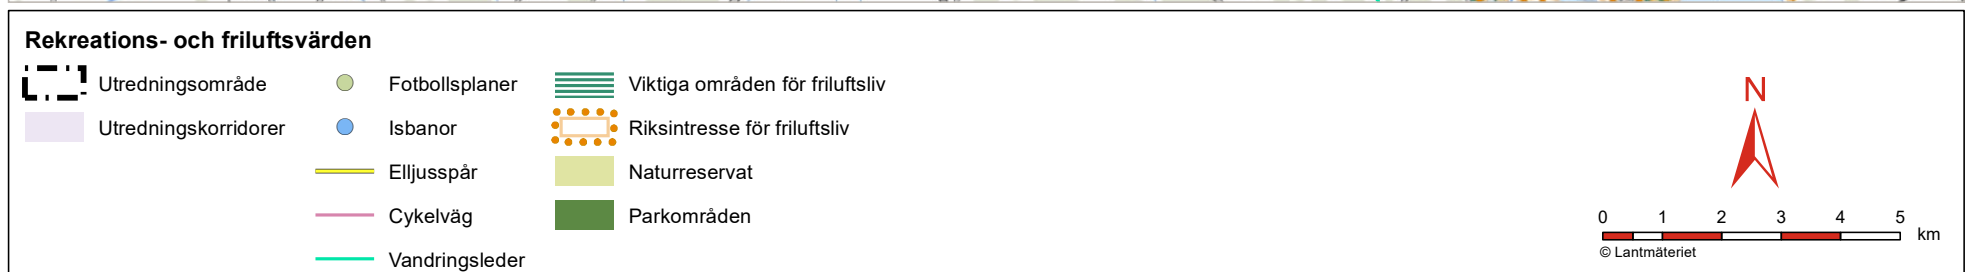 Rekreations- och friluftsvärden
Utredningsområde
Utredningskorridorer
Fotbollsplaner
Isbanor
Elljusspår
Cykelväg
Vandringsleder
Viktiga områden för friluftsliv
Riksintresse för friluftsliv
Naturreservat
Parkområden
N
0 1 2 3 4 5
km
© Lantmäteriet